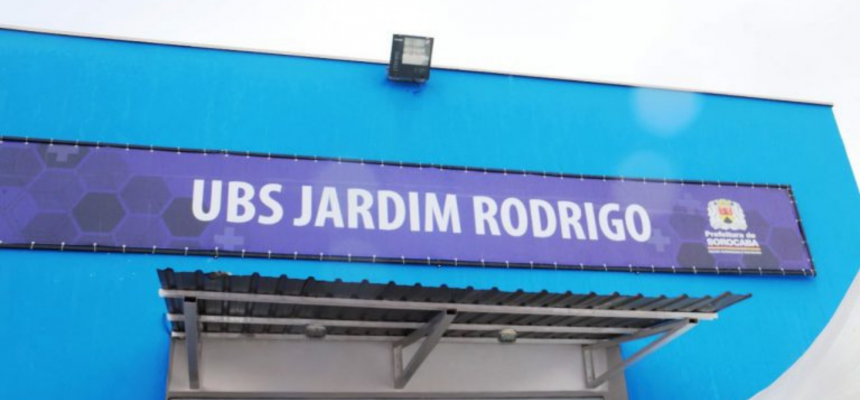 UBS JARDIM RODRIGO
Prefeitura de
SOROCABA